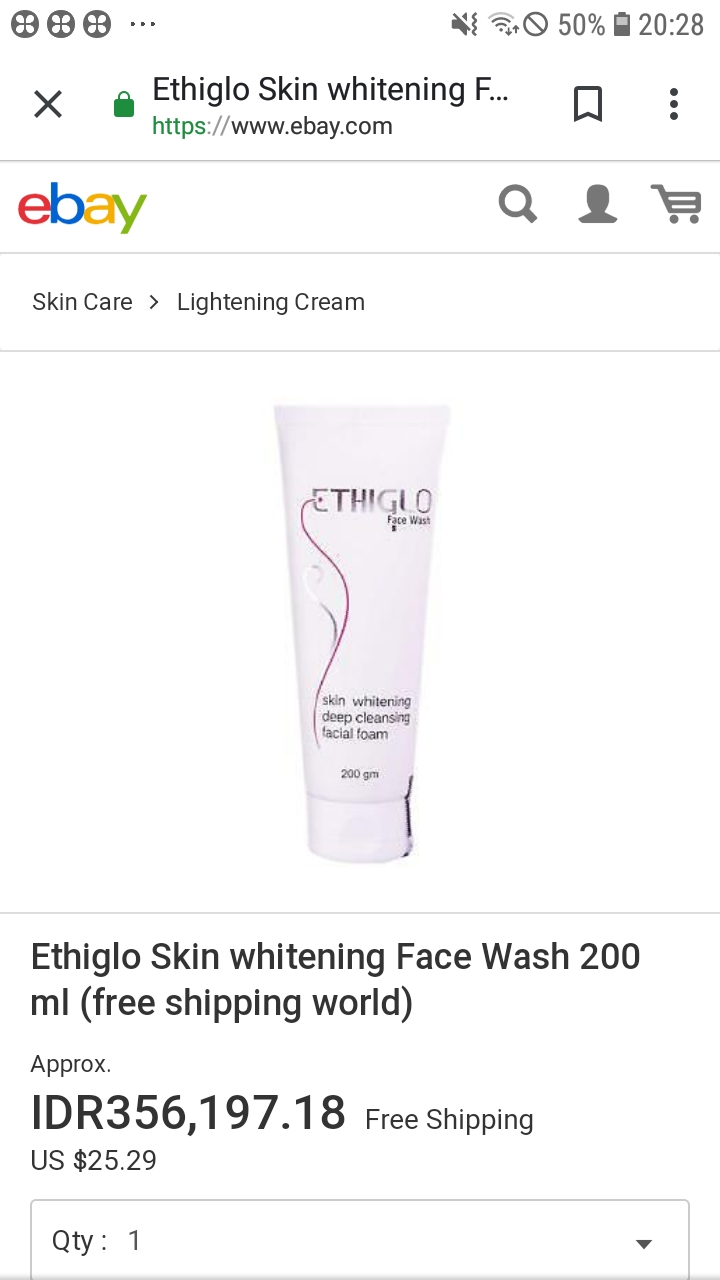 50% 20:28
Ethiglo Skin whitening F...
https://www.ebay.com
ebay
Skin Care > Lightening Cream
ETHIGLO
Face Wash
skin whitening
deep cleansing
facial foam
200 gm
Ethiglo Skin whitening Face Wash 200
ml (free shipping world)
Approx.
IDR356,197.18 Free Shipping
US $25.29
Qty : 1